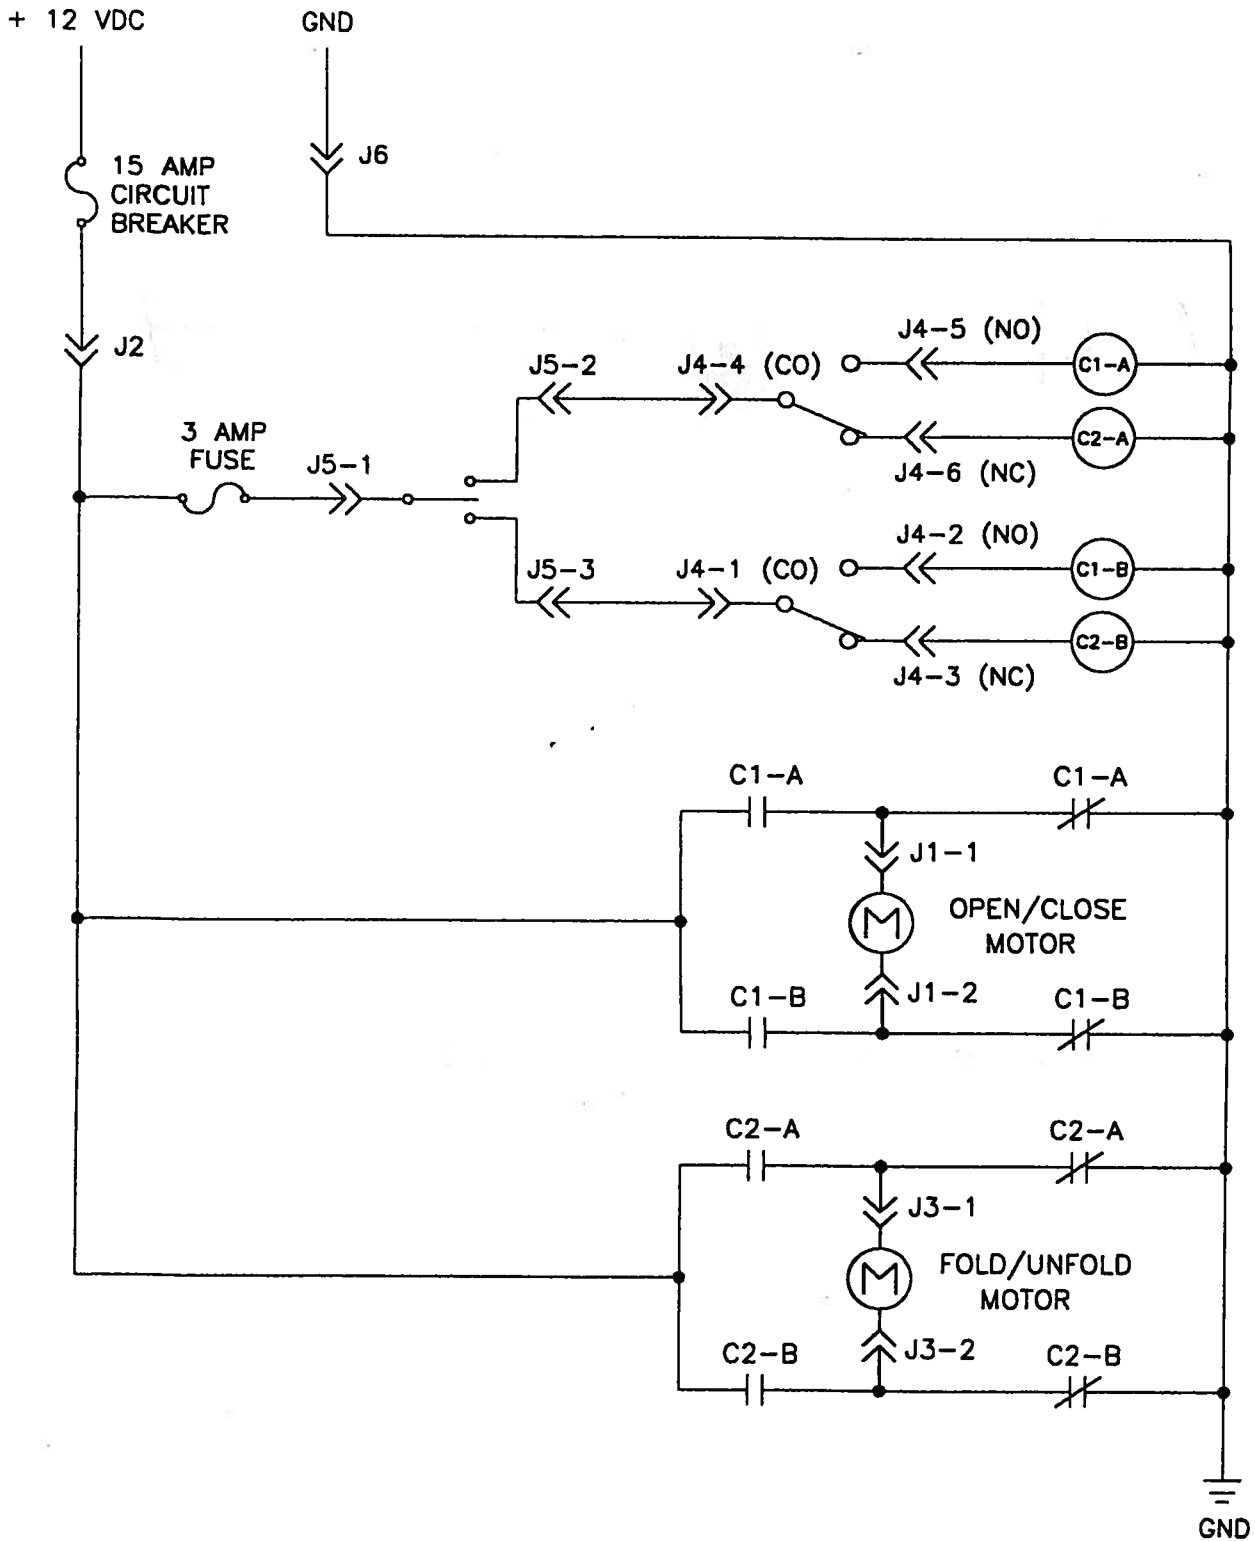 + 12 VDC
GND
J6
15 AMP
CIRCUIT
BREAKER
J2
J4-5 (NO)
J5-2
J4-4 (CO)
C1-A
3 AMP
FUSE
J5-1
C2-A
J4-6 (NC)
J4-2 (NO)
J5-3
J4-1 (CO)
C1-B
C2-B
J4-3 (NC)
C1-A
C1-A
J1-1
M
OPEN/CLOSE
MOTOR
C1-B
J1-2
C1-B
C2-A
C2-A
J3-1
M
FOLD/UNFOLD
MOTOR
C2-B
J3-2
C2-B
GND